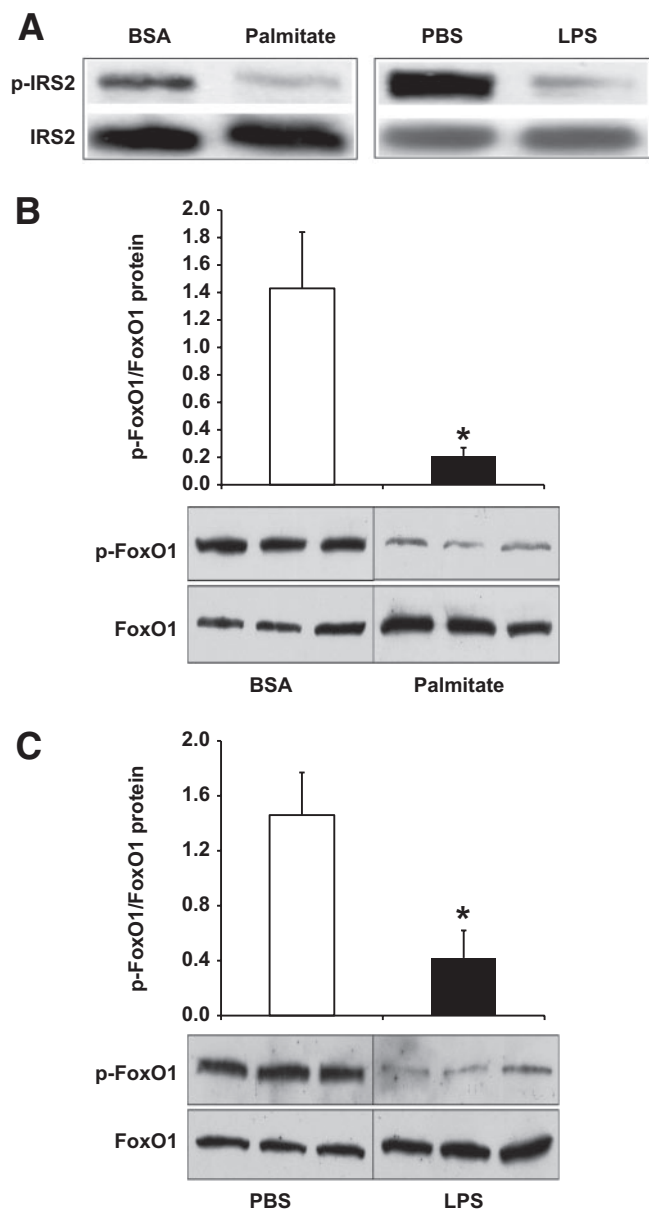 A
BSA Palmitate PBS LPS
p-IRS2
IRS2
B
p-FoxO1/FoxO1 protein
2.0
1.8
1.6
1.4
1.2
1.0
0.8
0.6
0.4
0.2
0.0
*
p-FoxO1
FoxO1
BSA Palmitate
C
p-FoxO1/FoxO1 protein
2.0
1.6
1.2
0.8
0.4
0.0
*
p-FoxO1
FoxO1
PBS LPS